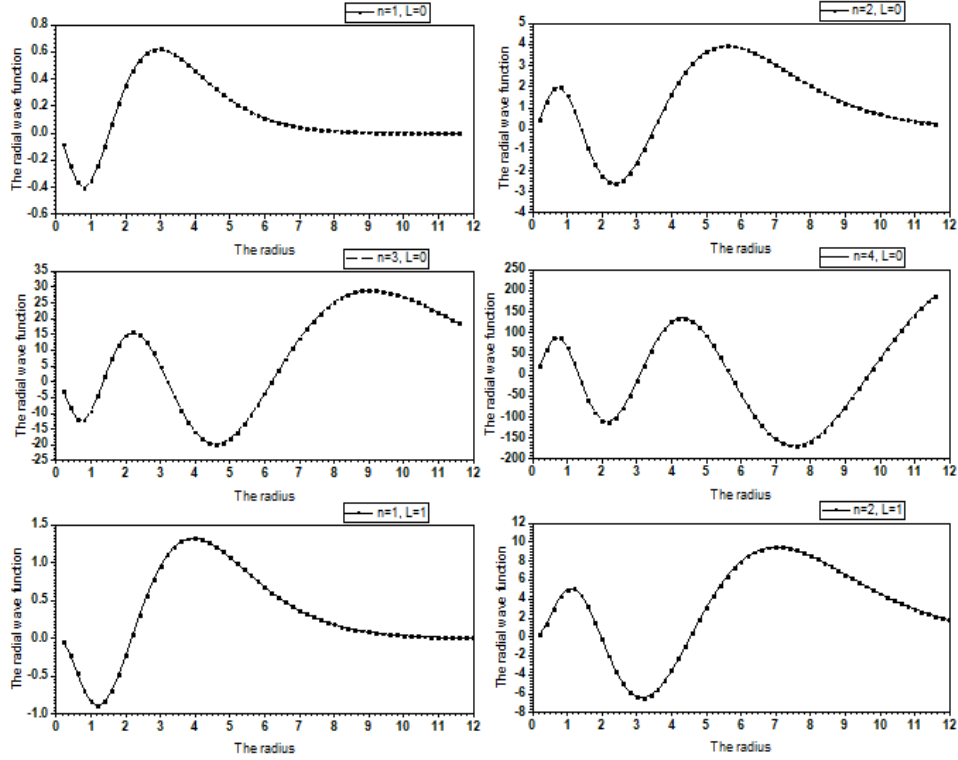 n=1, L=0
The radial wave function
0.8
0.6
0.4
0.2
0.0
-0.2
-0.4
-0.6
0 1 2 3 4 5 6 7 8 9 10 11 12
The radius
n=2, L=0
The radial wave function
5
4
3
2
1
0
-1
-2
-3
-4
0 1 2 3 4 5 6 7 8 9 10 11 12
The radius
n=3, L=0
The radial wave function
35
30
25
20
15
10
5
0
-5
-10
-15
-20
-25
0 1 2 3 4 5 6 7 8 9 10 11 12
The radius
n=4, L=0
The radial wave function
250
200
150
100
50
0
-50
-100
-150
-200
0 1 2 3 4 5 6 7 8 9 10 11 12
The radius
n=1, L=1
The radial wave function
1.5
1.0
0.5
0.0
-0.5
-1.0
0 1 2 3 4 5 6 7 8 9 10 11 12
The radius
n=2, L=1
The radial wave function
12
10
8
6
4
2
0
-2
-4
-6
-8
0 1 2 3 4 5 6 7 8 9 10 11 12
The radius